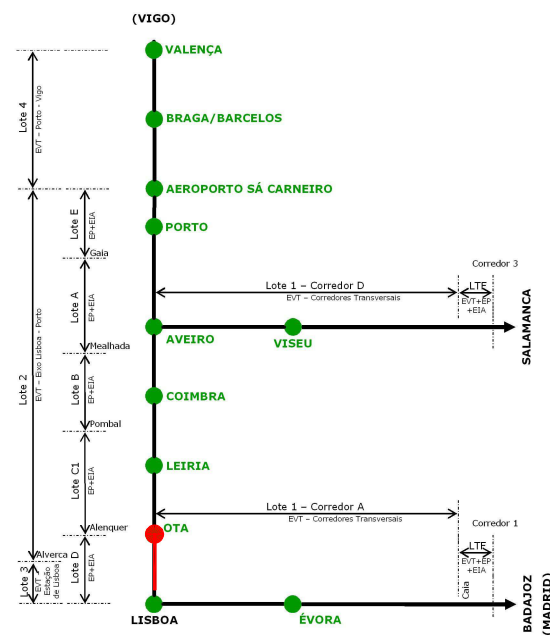 (VIGO)
VALENÇA
Lote 4
EVT – Porto - Vigo
BRAGA/BARCELOS
AEROPORTO SÁ CARNEIRO
Lote E
EP+EIA
PORTO
Gaia
Corredor 3
Lote 1 – Corredor D
EVT – Corredores Transversais
LTF
EVT+EP
+EIA
SALAMANCA
Lote A
EP+EIA
AVEIRO
VISEU
Mealhada
Lote 2
EVT – Eixo Lisboa - Porto
Lote B
EP+EIA
COIMBRA
Pombal
Lote C1
EP+EIA
LEIRIA
Lote 1 – Corredor A
EVT – Corredores Transversais
Corredor 1
Alenquer
OTA
LTF
EVT+EP
+EIA
Caia
Alverca
Lote D
EP+EIA
Lote 3
EVT
Estação
de Lisboa
LISBOA
ÉVORA
BADAJOZ
(MADRID)